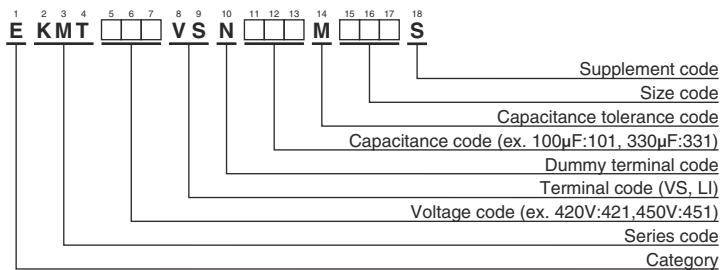 1 2 3 4 5 6 7 8 9 10 11 12 13 14 15 16 17 18
E KMT VS N M S
Supplement code
Size code
Capacitance tolerance code
Capacitance code (ex. 100μF:101, 330μF:331)
Dummy terminal code
Terminal code (VS, LI)
Voltage code (ex. 420V:421,450V:451)
Series code
Category